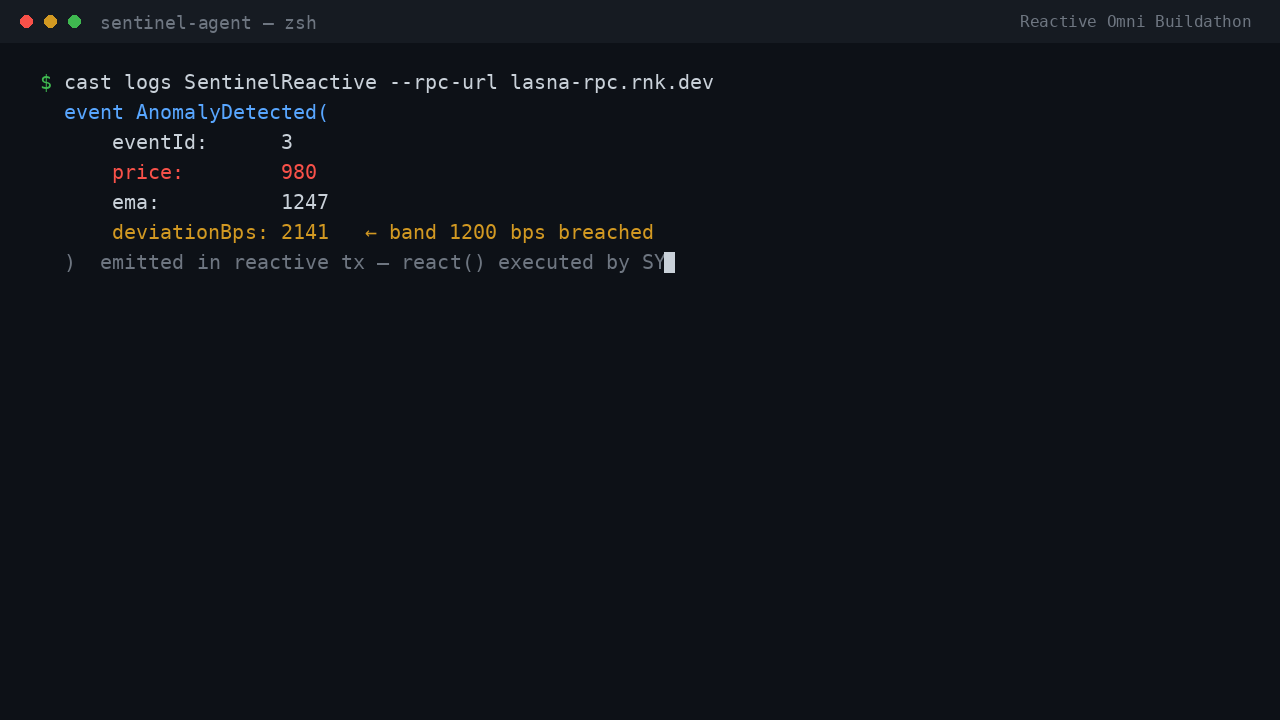 sentinel-agent — zsh
Reactive Omni Buildathon
$ cast logs SentinelReactive --rpc-url lasna-rpc.rnk.dev
event AnomalyDetected(
eventId: 3
price: 980
ema: 1247
deviationBps: 2141 ← band 1200 bps breached
) emitted in reactive tx — react() executed by SY